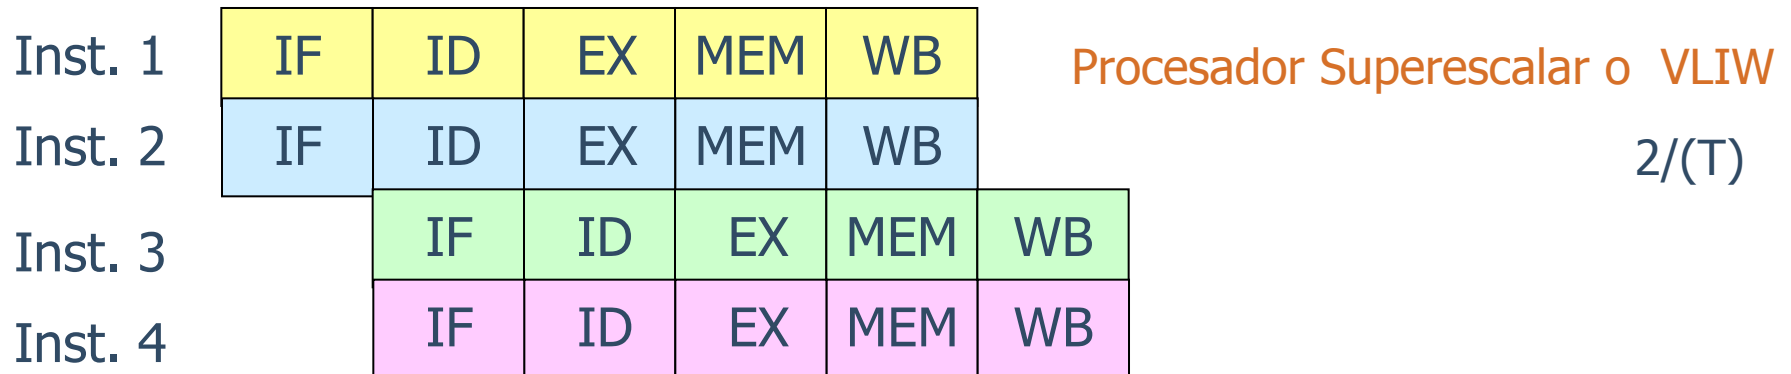 Inst. 1 IF ID EX MEM WB Procesador Superescalar o VLIW
Inst. 2 IF ID EX MEM WB 2/(T)
Inst. 3 IF ID EX MEM WB
Inst. 4 IF ID EX MEM WB